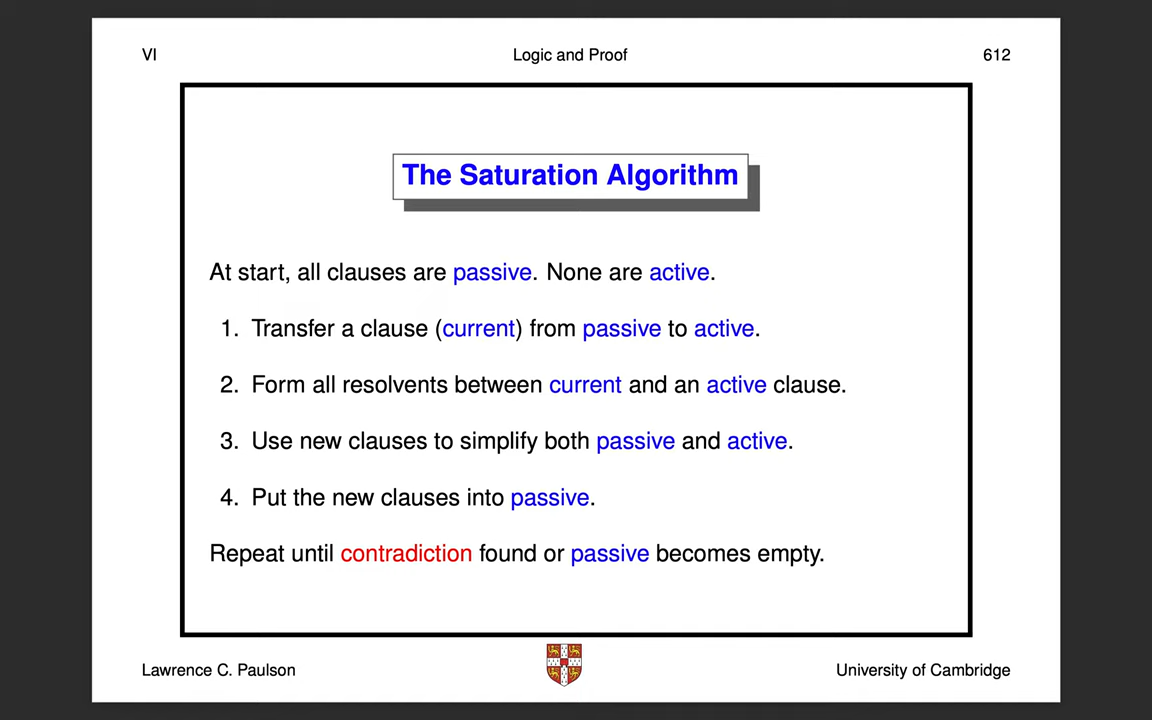 VI Logic and Proof 612
The Saturation Algorithm
At start, all clauses are passive. None are active.
1. Transfer a clause (current) from passive to active.
2. Form all resolvents between current and an active clause.
3. Use new clauses to simplify both passive and active.
4. Put the new clauses into passive.
Repeat until contradiction found or passive becomes empty.
Lawrence C. Paulson University of Cambridge